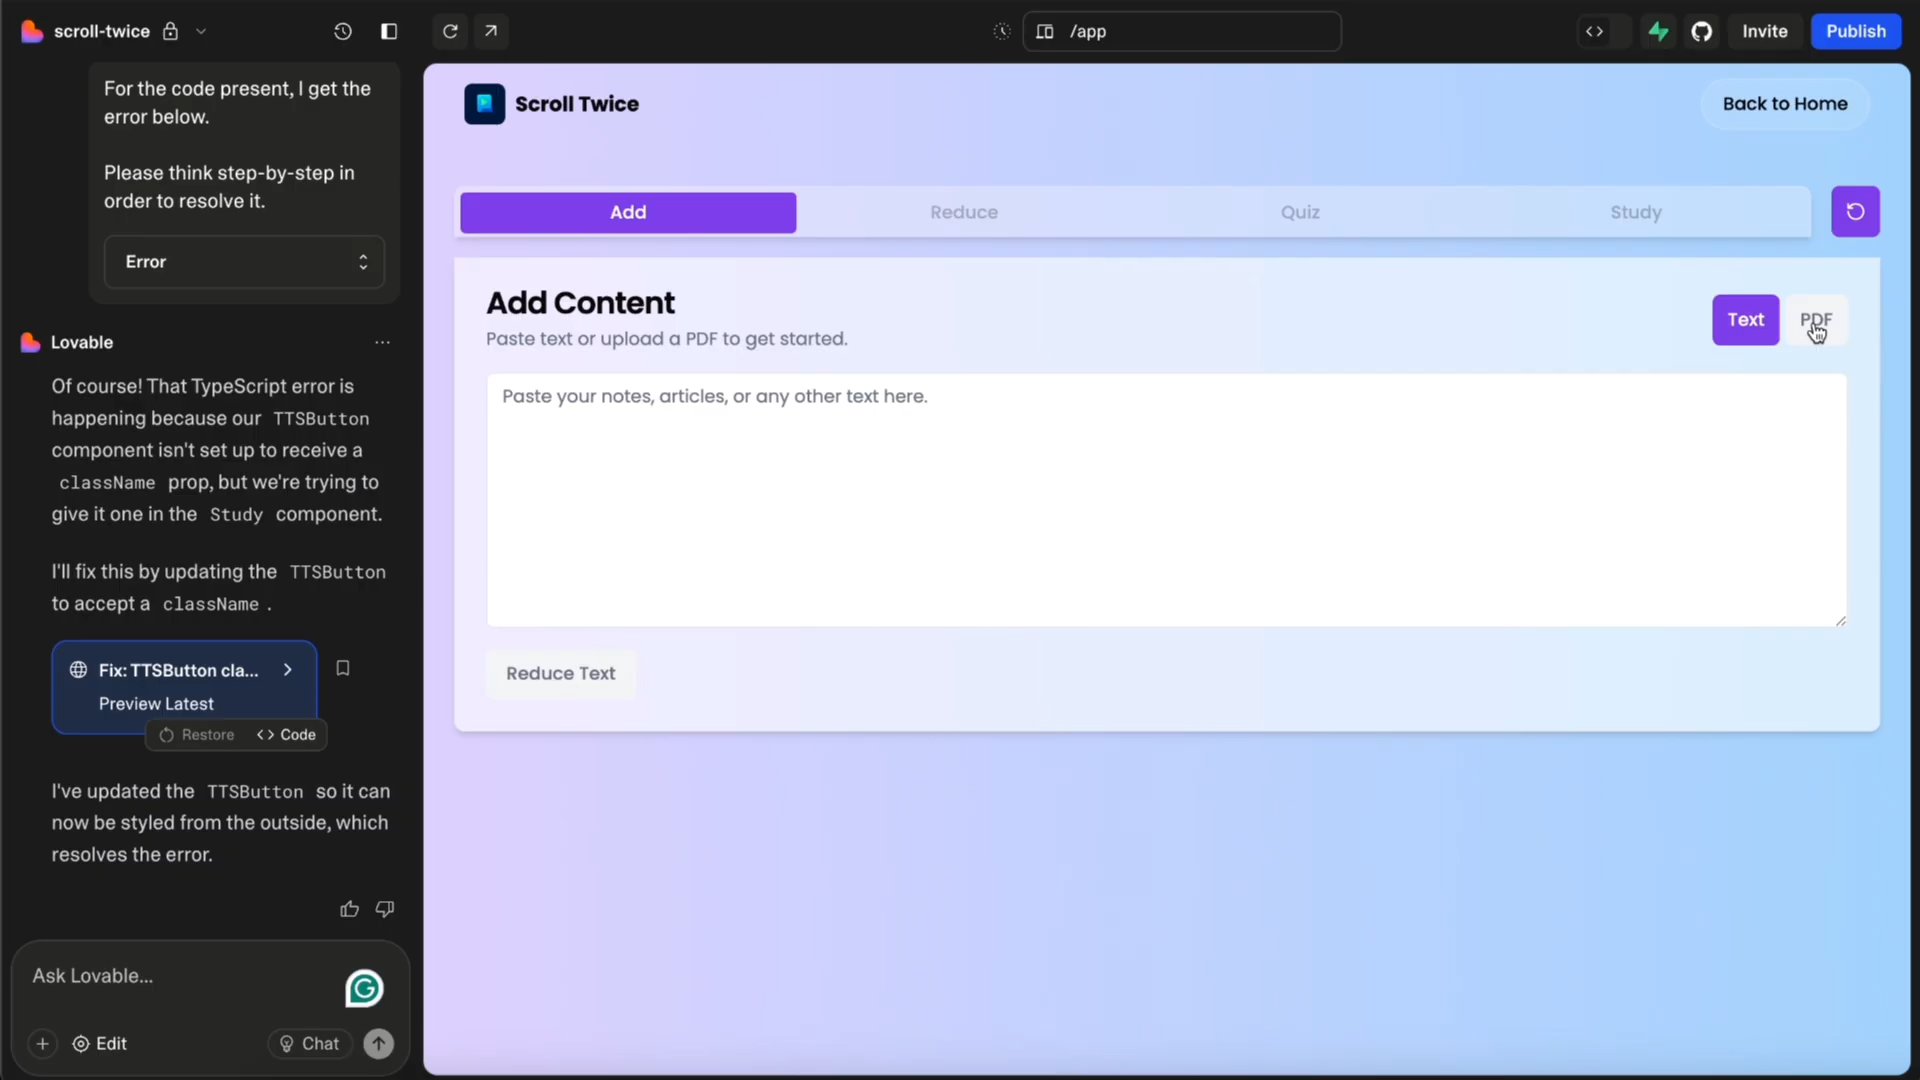 scroll-twice
/app
Invite
Publish
For the code present, I get the
error below.
Please think step-by-step in
order to resolve it.
Error
Lovable
Of course! That TypeScript error is
happening because our TTSButton
component isn't set up to receive a
className prop, but we're trying to
give it one in the Study component.
I'll fix this by updating the TTSButton
to accept a className .
Fix: TTSButton cla...
Preview Latest
Restore
Code
I've updated the TTSButton so it can
now be styled from the outside, which
resolves the error.
Ask Lovable...
Edit
Chat
Scroll Twice
Back to Home
Add
Reduce
Quiz
Study
Add Content
Paste text or upload a PDF to get started.
Text
PDF
Paste your notes, articles, or any other text here.
Reduce Text